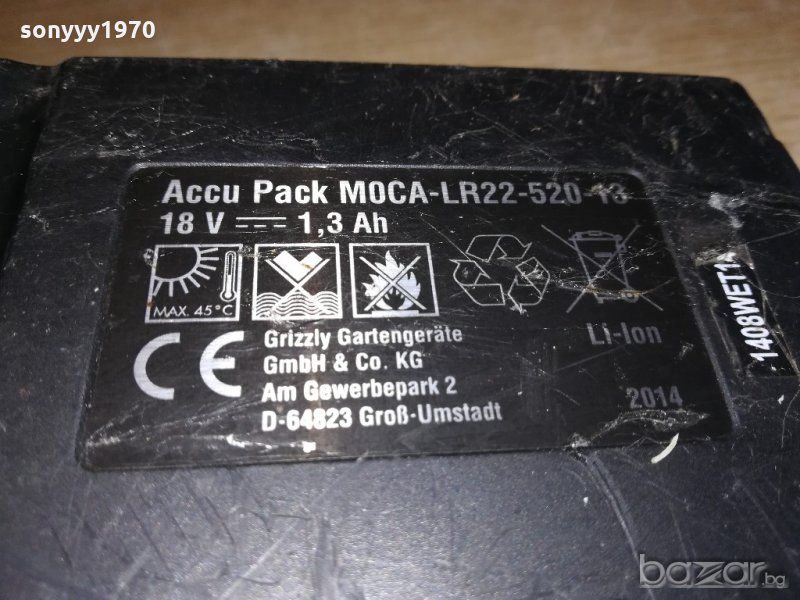 sonyyy1970
Accu Pack MOCA-LR22-520-13
18 V 1,3 Ah
MAX. 45°C
CE
Grizzly Gartengeräte
GmbH & Co. KG
Am Gewerbepark 2
D-64823 Groß-Umstadt
Li-Ion
2014
1408WET14
bazar.bg